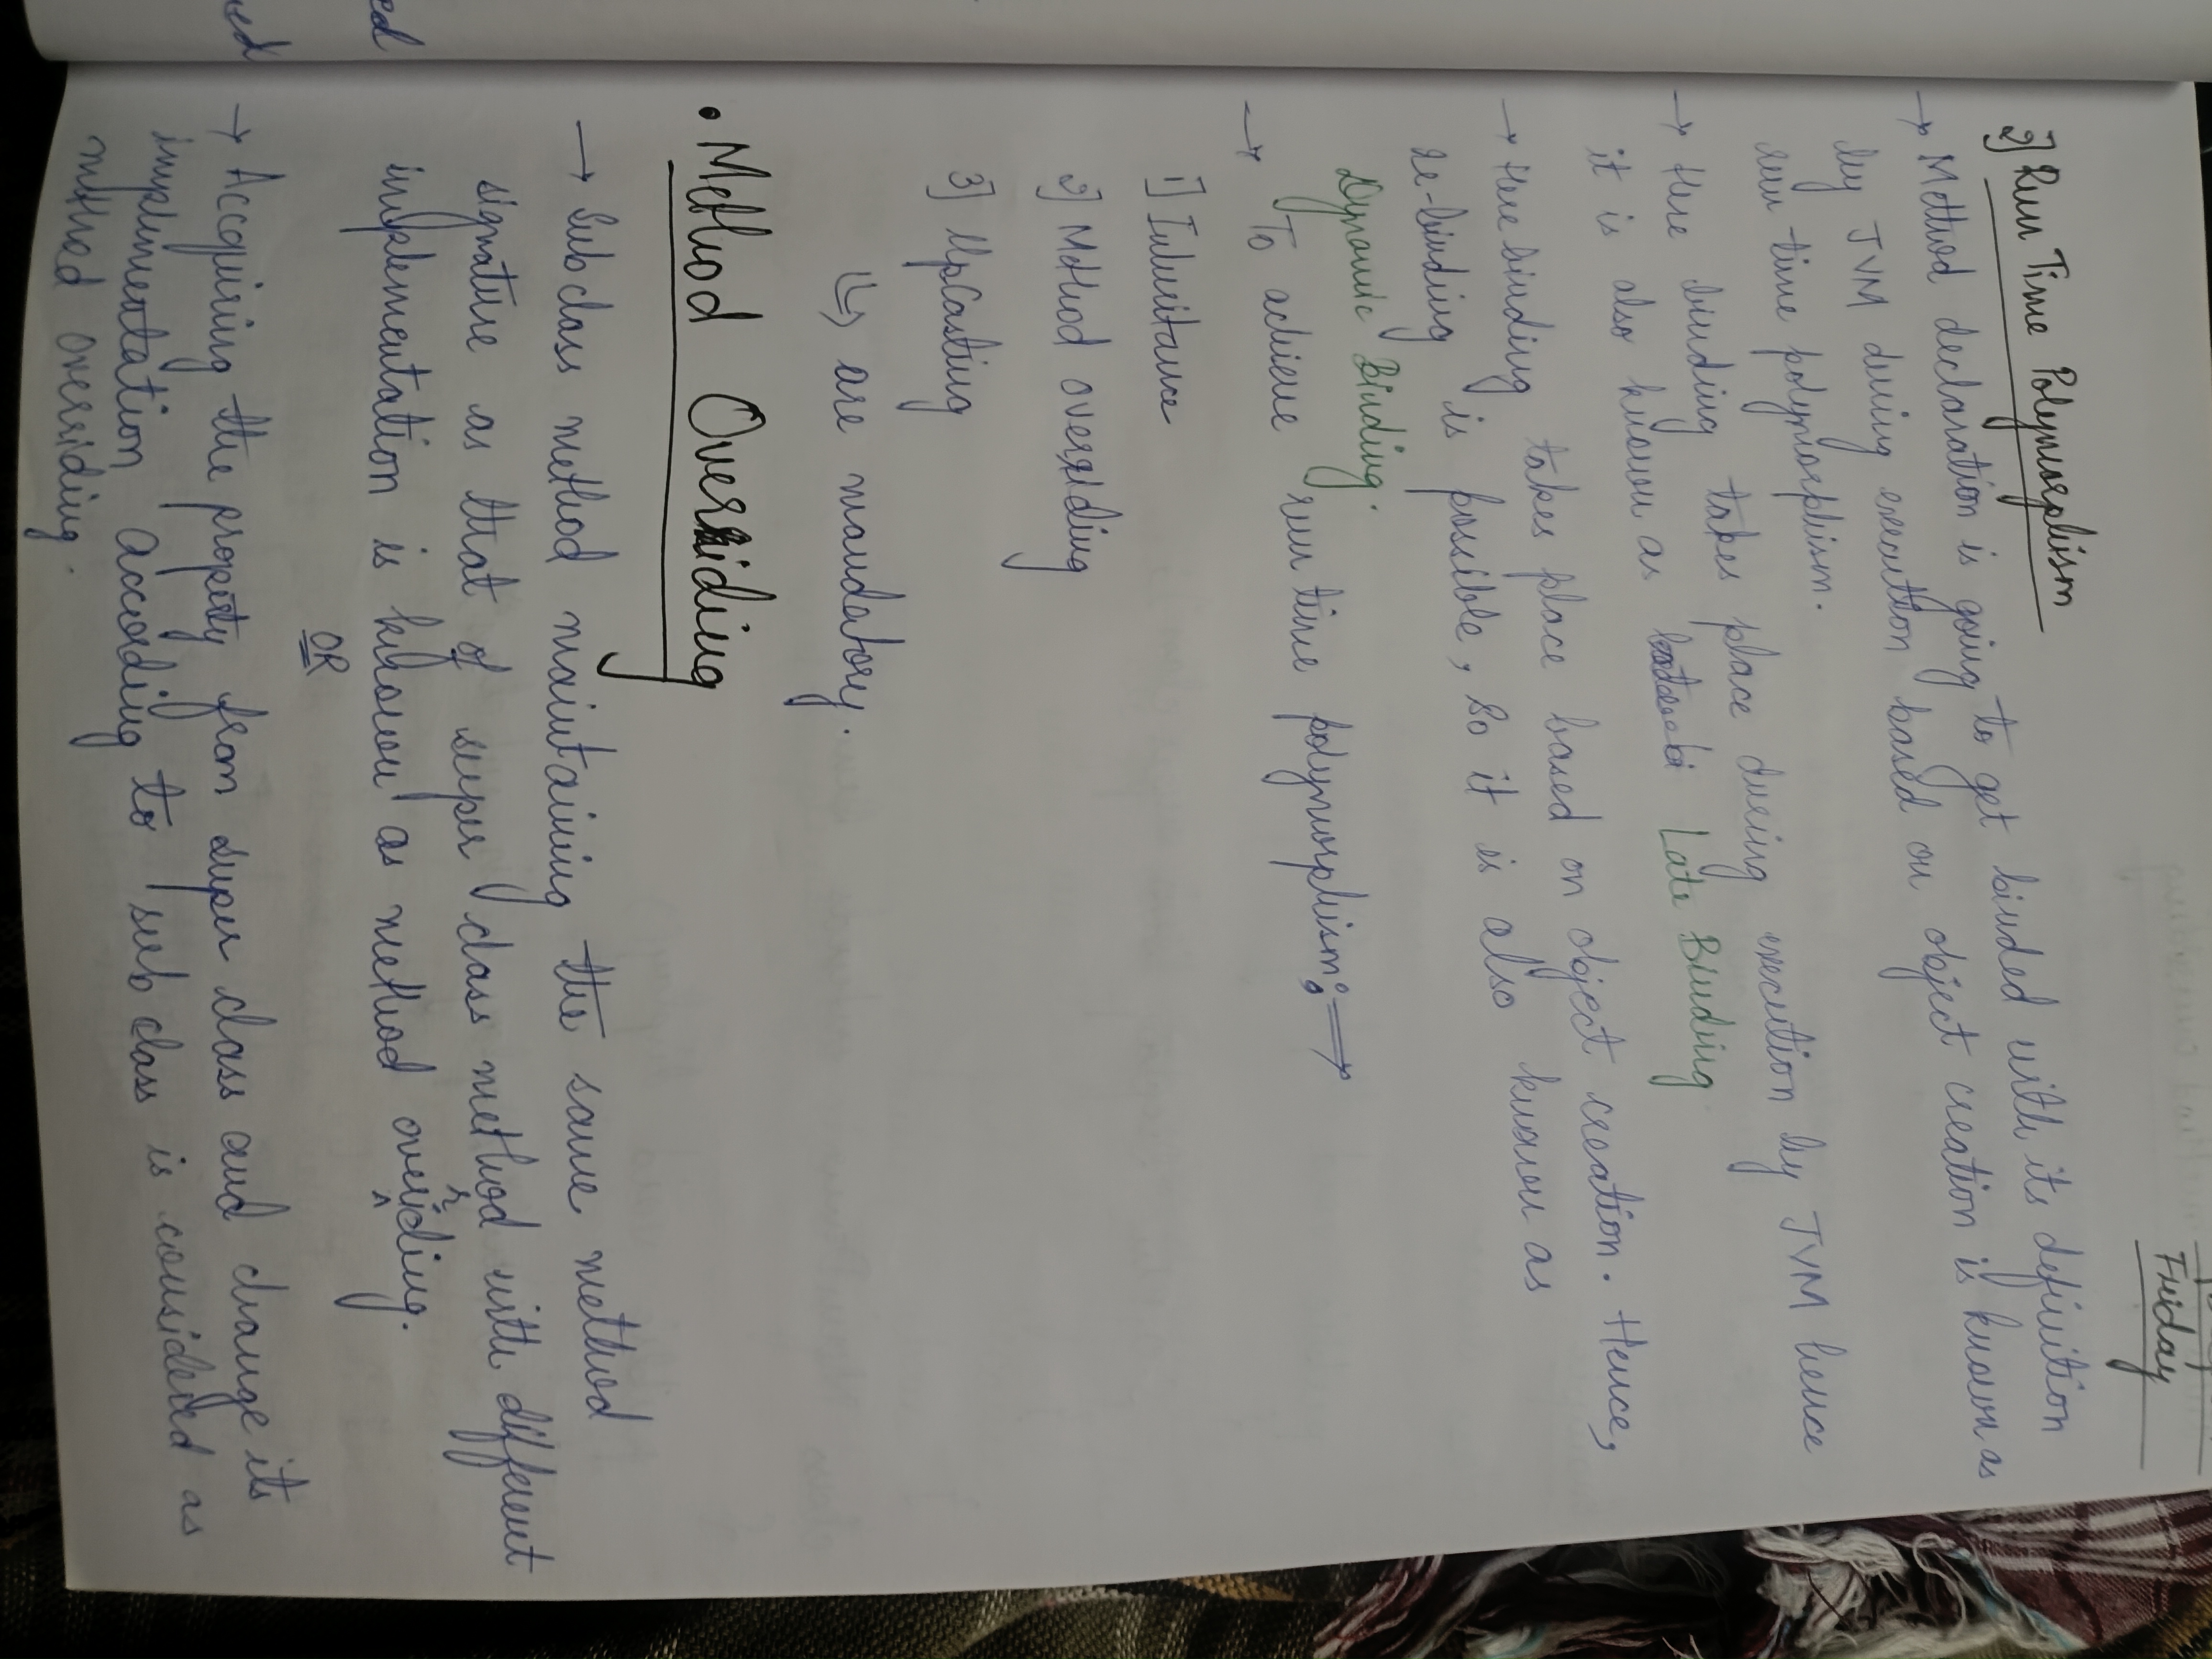 Friday
2] Run Time Polymorphism
→ Method declaration is going to get binded with its definition
by JVM during execution based on object creation is known as
run time polymorphism.
→ Here binding takes place during execution by JVM hence
it is also known as Late Binding
→ Here binding takes place based on object creation. Hence,
re-binding is possible, so it is also known as
Dynamic Binding.
→ To achieve run time polymorphism:⇒
1] Inheritance
2] Method overriding
3] UpCasting
↳ are mandatory.
• Method Overriding
→ Subclass method maintaining the same method
signature as that of super class method with different
implementation is known as method overriding.
OR
→ Accquiring the property from super class and change its
implementation According to sub class is considered as
method overriding.
ed